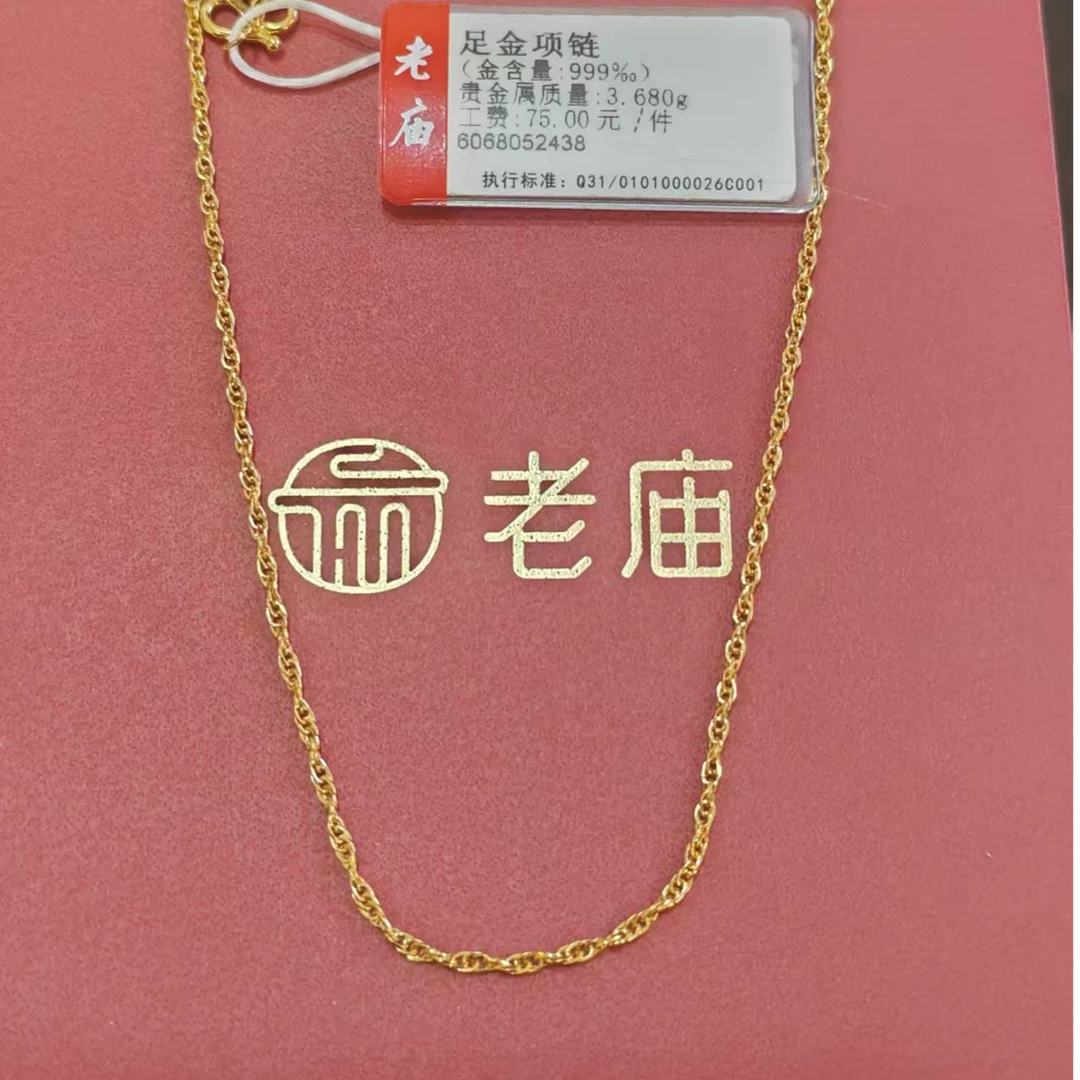 老庙
足金项链
(金含量:999‰)
贵金属质量:3.680g
工费:75.00元/件
6068052438
执行标准：Q31/0101000026C001
老庙